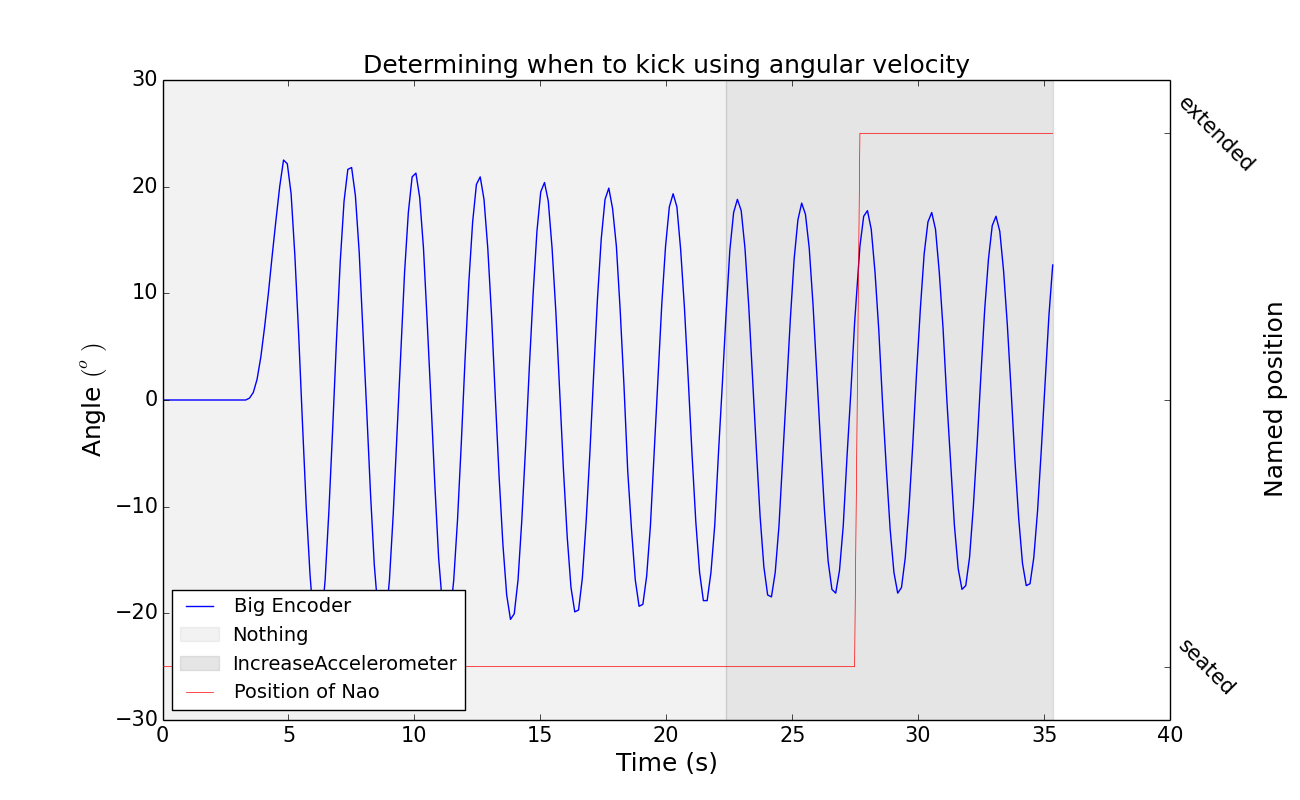 Determining when to kick using angular velocity
30
20
10
0
−10
−20
−30
Angle (°)
0 5 10 15 20 25 30 35 40
Time (s)
extended
seated
Named position
Big Encoder
Nothing
IncreaseAccelerometer
Position of Nao